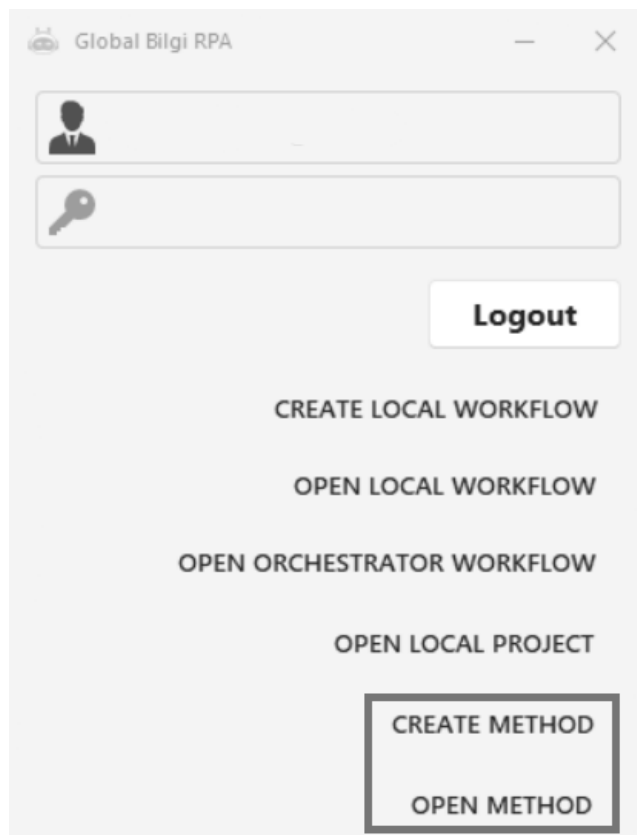 Global Bilgi RPA
Logout
CREATE LOCAL WORKFLOW
OPEN LOCAL WORKFLOW
OPEN ORCHESTRATOR WORKFLOW
OPEN LOCAL PROJECT
CREATE METHOD
OPEN METHOD